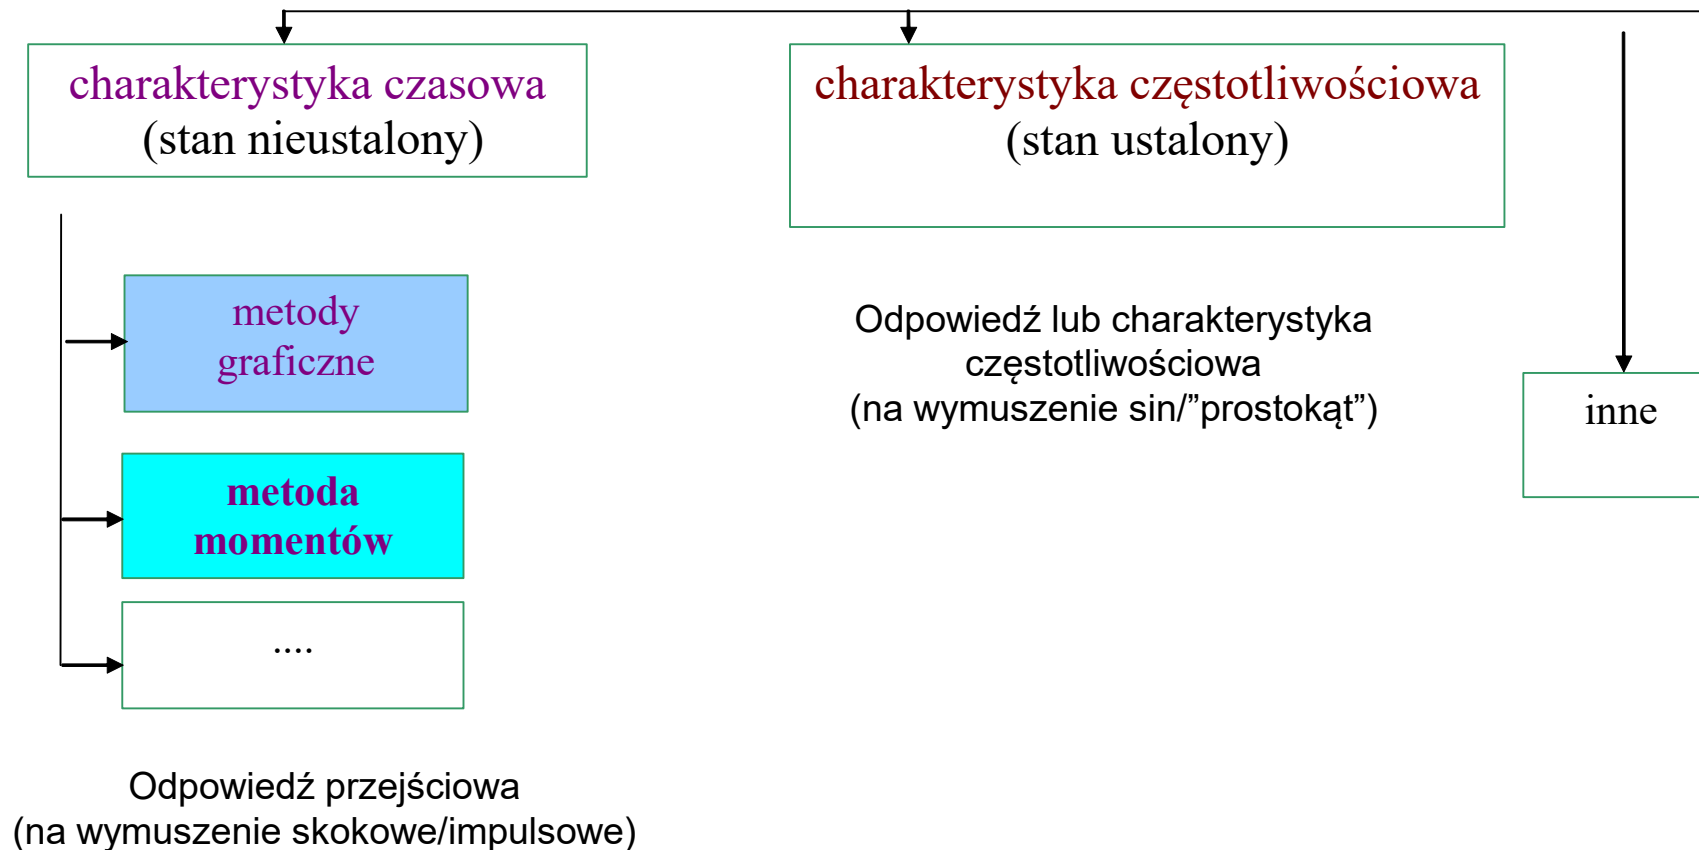 charakterystyka czasowa
(stan nieustalony)
charakterystyka częstotliwościowa
(stan ustalony)
metody
graficzne
Odpowiedź lub charakterystyka
częstotliwościowa
(na wymuszenie sin/”prostokąt”)
inne
metoda
momentów
....
Odpowiedź przejściowa
(na wymuszenie skokowe/impulsowe)